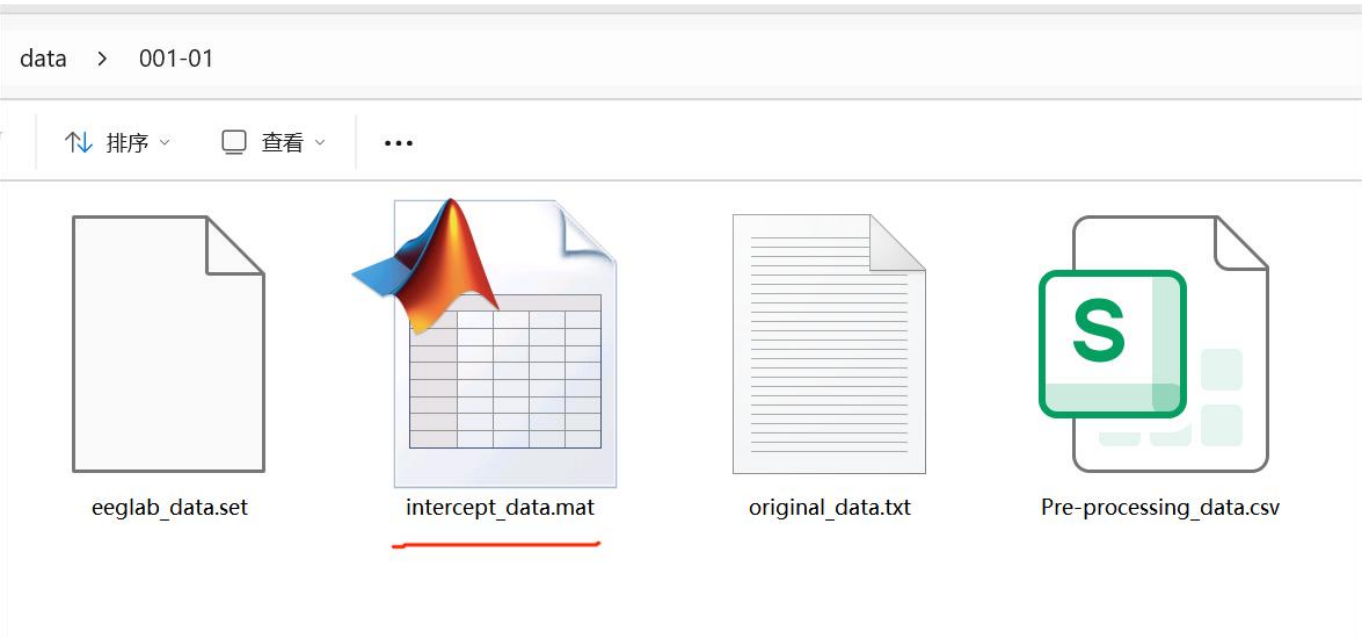 data > 001-01
排序 查看 •••
eeglab_data.set intercept_data.mat original_data.txt Pre-processing_data.csv
S